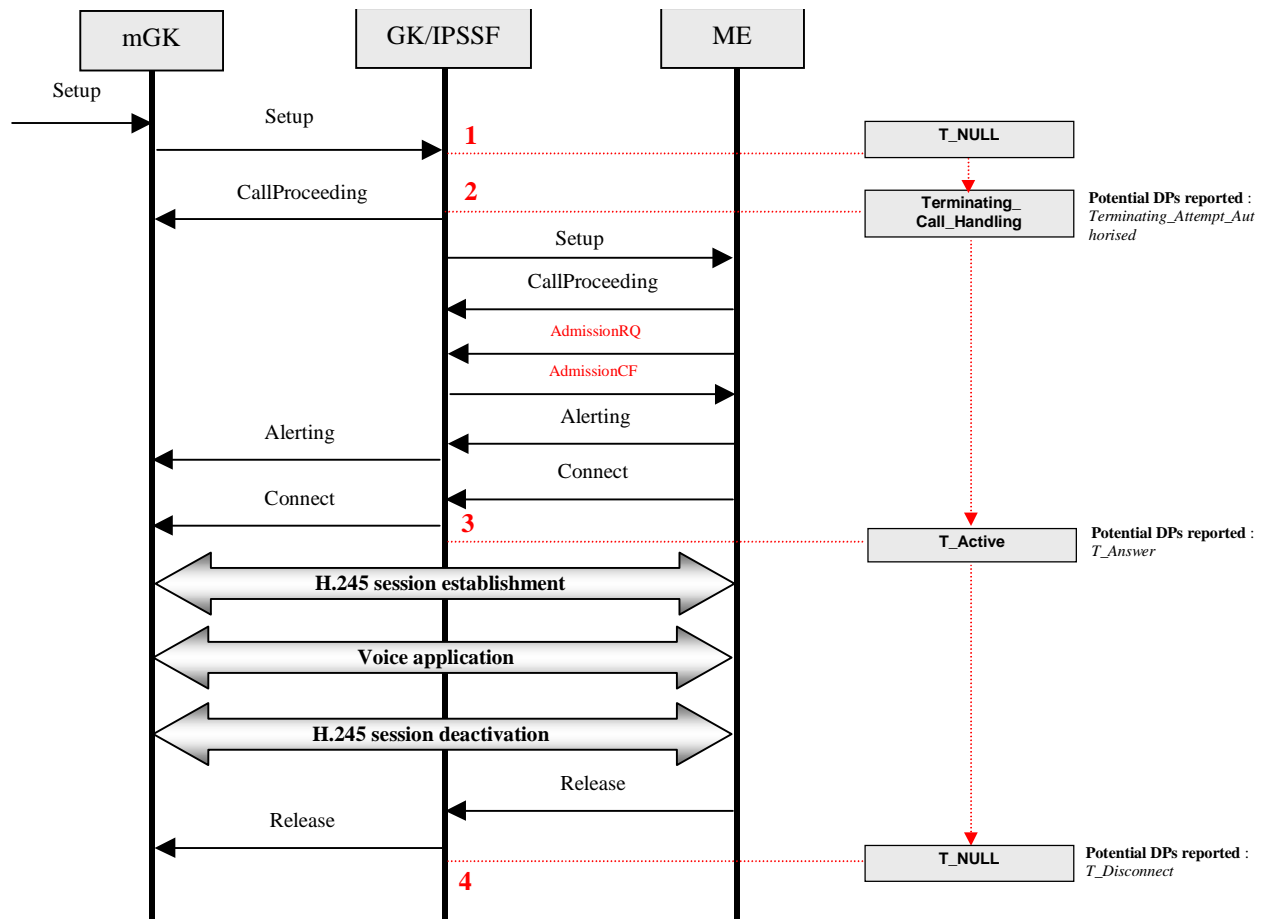 mGK
GK/IPSSF
ME
Setup
Setup
1
T_NULL
CallProceeding
2
Terminating_
Call_Handling
Potential DPs reported :
Terminating_Attempt_Aut
horised
Setup
CallProceeding
AdmissionRQ
AdmissionCF
Alerting
Alerting
Connect
Connect
3
T_Active
Potential DPs reported :
T_Answer
H.245 session establishment
Voice application
H.245 session deactivation
Release
Release
4
T_NULL
Potential DPs reported :
T_Disconnect